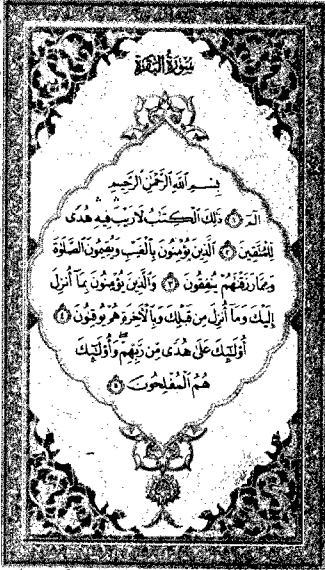 سُورَةُ الْبَقَرَةِ
بِسْمِ اللَّهِ الرَّحْمَٰنِ الرَّحِيمِ
الٓمٓ ١ ذَٰلِكَ الْكِتَٰبُ لَا رَيْبَ فِيهِ هُدًى
لِّلْمُتَّقِينَ ٢ الَّذِينَ يُؤْمِنُونَ بِالْغَيْبِ وَيُقِيمُونَ الصَّلَوٰةَ
وَمِمَّا رَزَقْنَٰهُمْ يُنفِقُونَ ٣ وَالَّذِينَ يُؤْمِنُونَ بِمَا أُنزِلَ
إِلَيْكَ وَمَا أُنزِلَ مِن قَبْلِكَ وَبِالْآخِرَةِ هُمْ يُوقِنُونَ ٤
أُولَٰئِكَ عَلَىٰ هُدًى مِّن رَّبِّهِمْ ۖ وَأُولَٰئِكَ
هُمُ الْمُفْلِحُونَ ٥